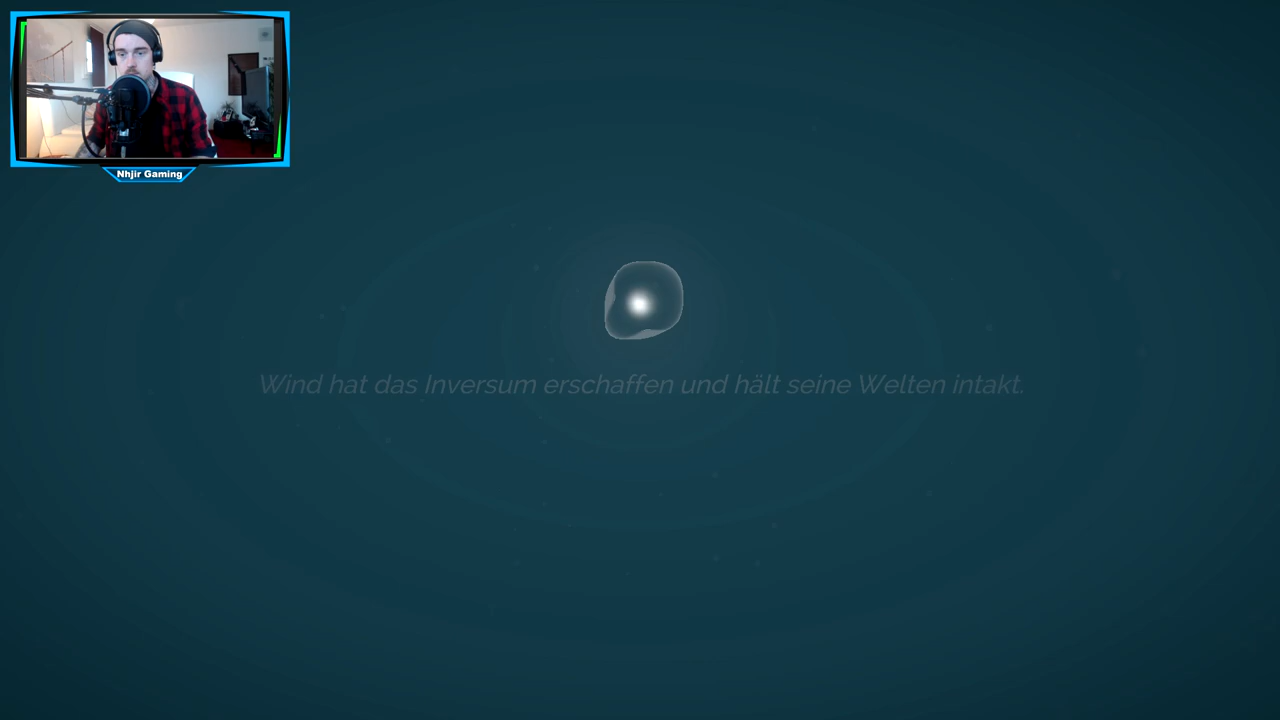 Nhjir Gaming
Wind hat das Inversum erschaffen und hält seine Welten intakt.